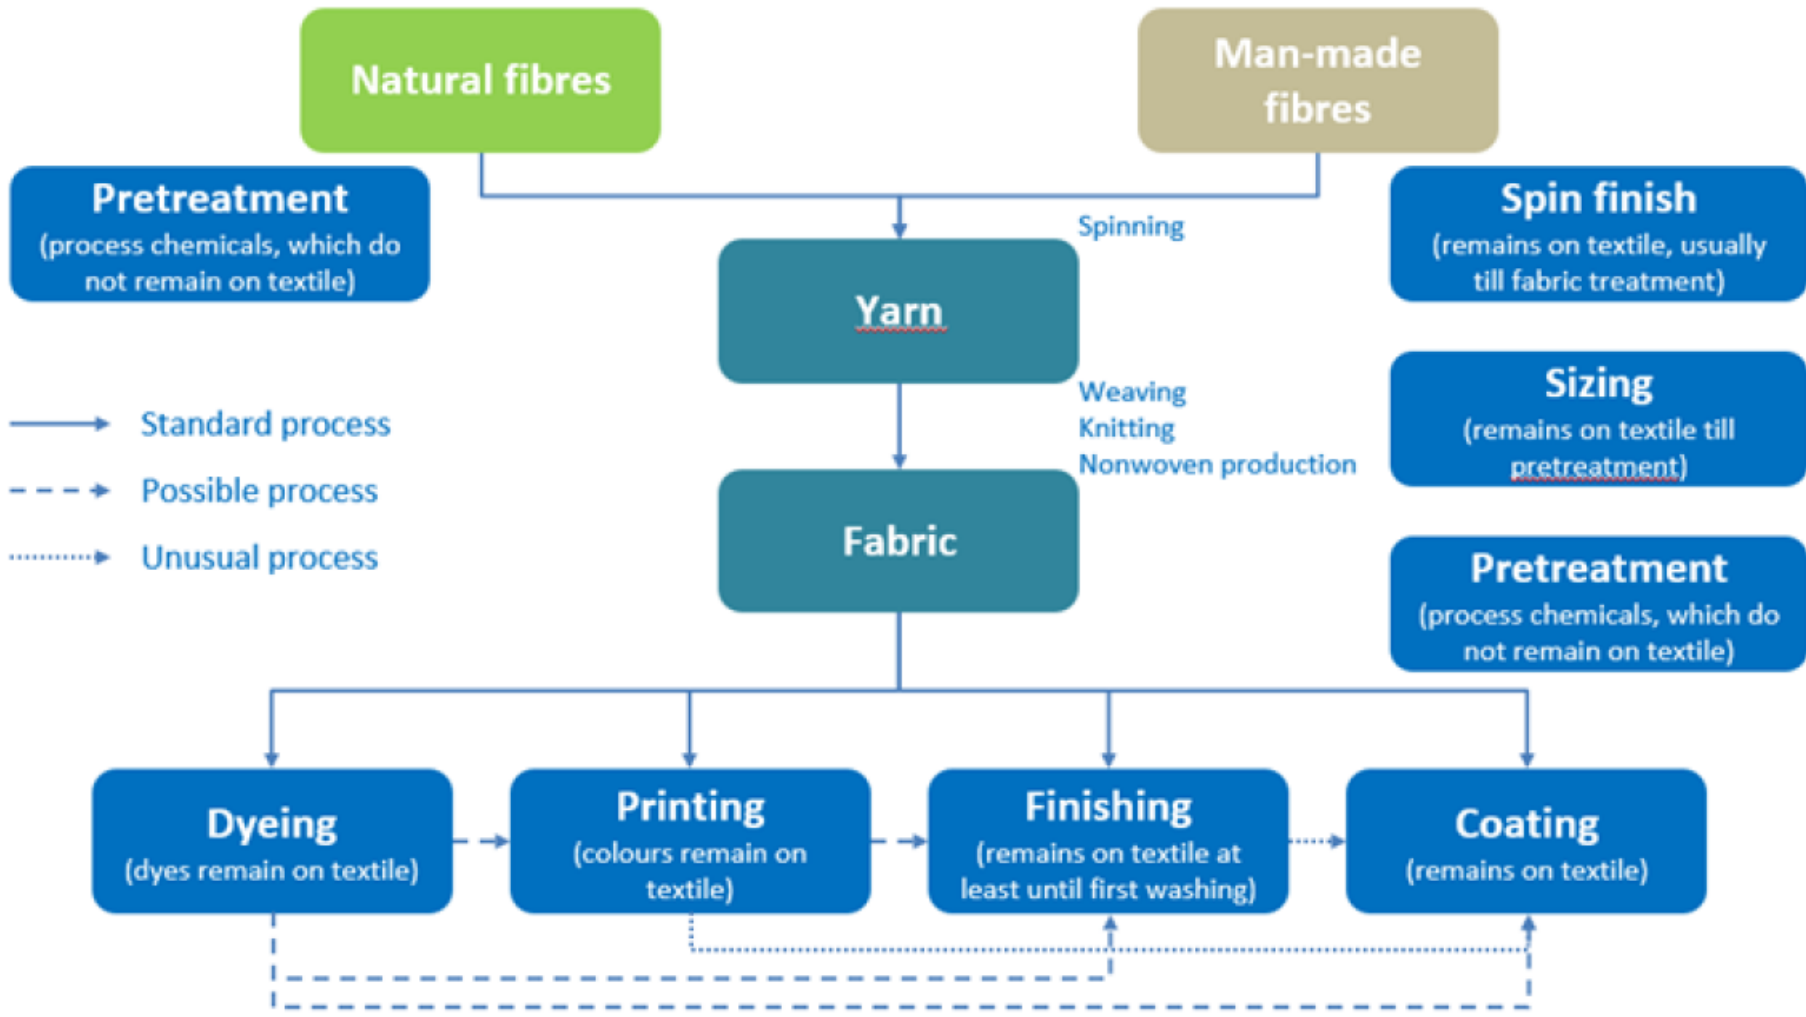 Natural fibres
Man-made
fibres
Pretreatment
(process chemicals, which do
not remain on textile)
Spinning
Spin finish
(remains on textile, usually
till fabric treatment)
Yarn
Standard process
Possible process
Unusual process
Weaving
Knitting
Nonwoven production
Sizing
(remains on textile till
pretreatment)
Fabric
Pretreatment
(process chemicals, which do
not remain on textile)
Dyeing
(dyes remain on textile)
Printing
(colours remain on
textile)
Finishing
(remains on textile at
least until first washing)
Coating
(remains on textile)